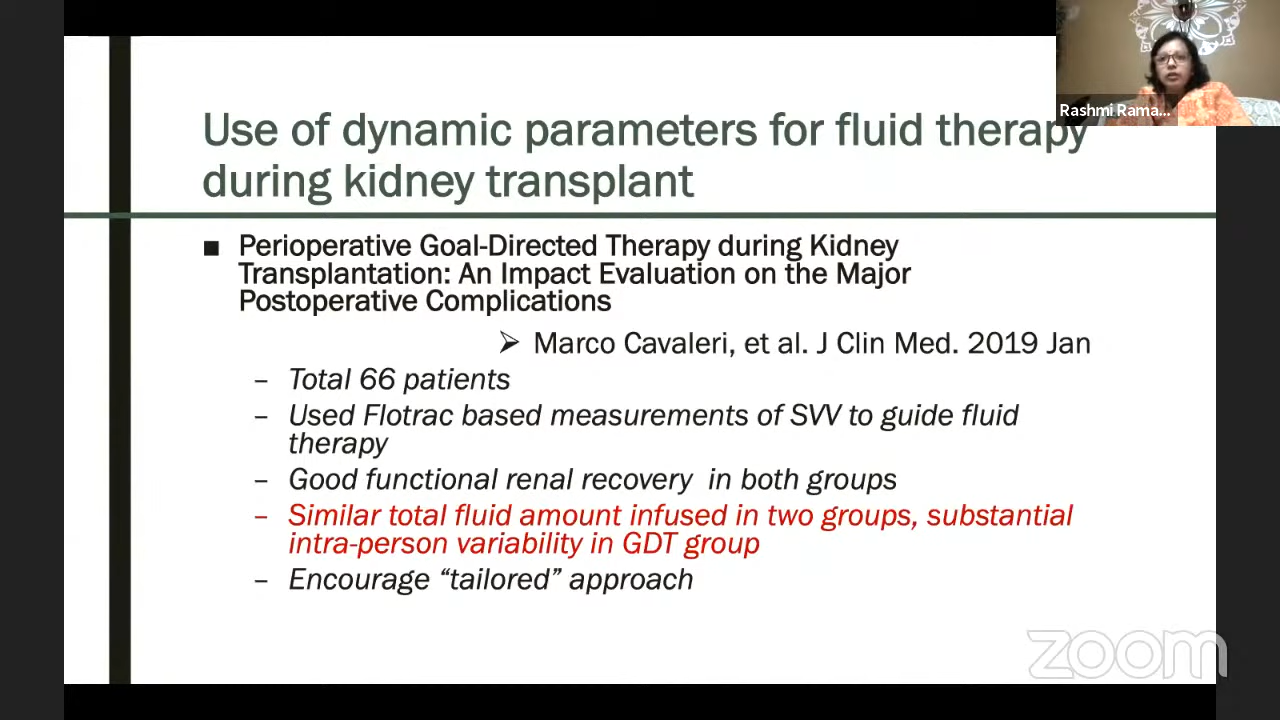 Rashmi Rama...
Use of dynamic parameters for fluid therapy
during kidney transplant
■ Perioperative Goal-Directed Therapy during Kidney
Transplantation: An Impact Evaluation on the Major
Postoperative Complications
➢ Marco Cavaleri, et al. J Clin Med. 2019 Jan
– Total 66 patients
– Used Flotrac based measurements of SVV to guide fluid
therapy
– Good functional renal recovery in both groups
– Similar total fluid amount infused in two groups, substantial
intra-person variability in GDT group
– Encourage “tailored” approach
zoom